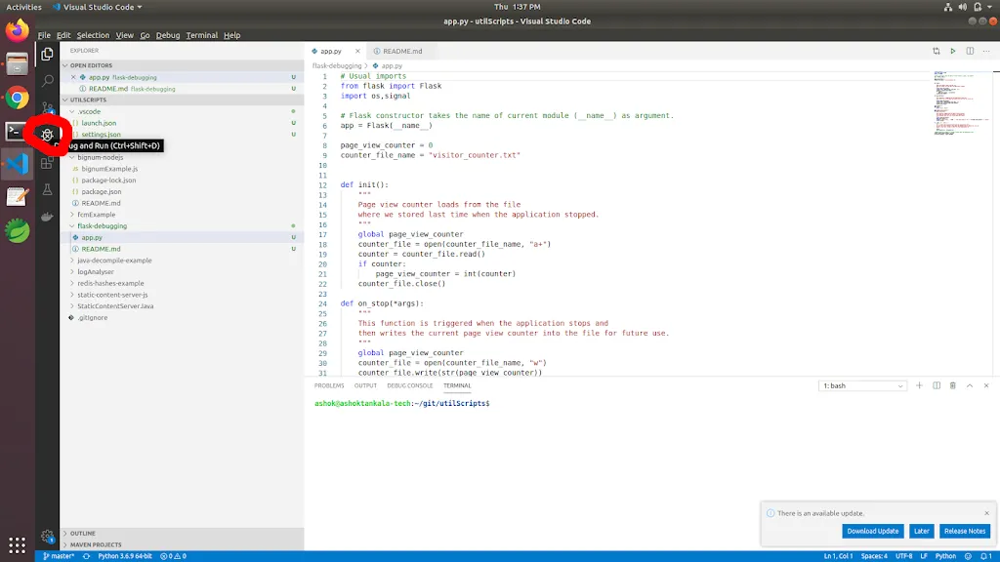 Activities Visual Studio Code Thu 1:37 PM
app.py - utilScripts - Visual Studio Code
File Edit Selection View Go Debug Terminal Help
EXPLORER
OPEN EDITORS
app.py flask-debugging U
README.md flask-debugging U
UTILSCRIPTS
.vscode
launch.json U
settings.json U
ug and Run (Ctrl+Shift+D)
bignum-nodejs
bignumExample.js
package-lock.json
package.json
README.md
fcmExample
flask-debugging
app.py U
README.md U
java-decompile-example
logAnalyser
redis-hashes-example
static-content-server-js
StaticContentServerJava
.gitignore
OUTLINE
MAVEN PROJECTS
app.py README.md
flask-debugging > app.py
1 # Usual imports
2 from flask import Flask
3 import os,signal
4
5 # Flask constructor takes the name of current module (__name__) as argument.
6 app = Flask(__name__)
7
8 page_view_counter = 0
9 counter_file_name = "visitor_counter.txt"
10
11
12 def init():
13 """
14 Page view counter loads from the file
15 where we stored last time when the application stopped.
16 """
17 global page_view_counter
18 counter_file = open(counter_file_name, "a+")
19 counter = counter_file.read()
20 if counter:
21 page_view_counter = int(counter)
22 counter_file.close()
23
24 def on_stop(*args):
25 """
26 This function is triggered when the application stops and
27 then writes the current page view counter into the file for future use.
28 """
29 global page_view_counter
30 counter_file = open(counter_file_name, "w")
31 counter_file.write(str(page_view_counter))
PROBLEMS OUTPUT DEBUG CONSOLE TERMINAL 1: bash
ashok@ashoktankala-tech:~/git/utilScripts$
There is an available update.
Download Update Later Release Notes
master* Python 3.6.9 64-bit 0 0 Ln 1, Col 1 Spaces: 4 UTF-8 LF Python 1